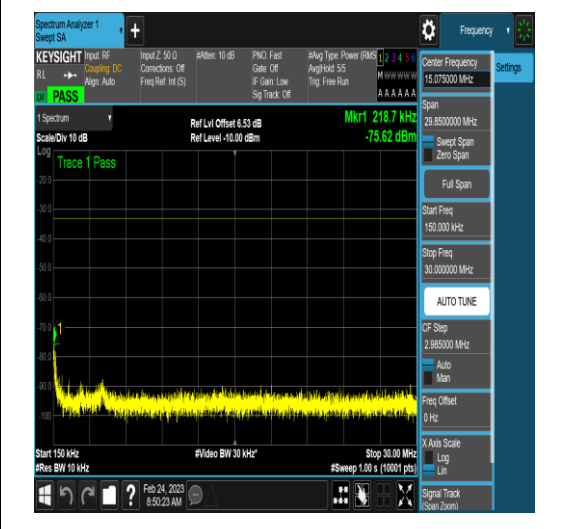 Spectrum Analyzer 1
Swept SA
+
Frequency
KEYSIGHT
RL
Input: RF
Coupling: DC
Align: Auto
Input Z: 50 Ω
Corrections: Off
Freq Ref: Int (S)
#Atten: 10 dB
PNO: Fast
Gate: Off
IF Gain: Low
Sig Track: Off
#Avg Type: Power (RMS
Avg|Hold: 5/5
Trig: Free Run
1 2 3 4 5 6
M W W W W W
A A A A A A
PASS
1 Spectrum
Scale/Div 10 dB
Ref Lvl Offset 6.53 dB
Ref Level -10.00 dBm
Mkr1 218.7 kHz
-75.62 dBm
Log
Trace 1 Pass
-20.0
-30.0
-40.0
-50.0
-60.0
-70.0
1
-80.0
-90.0
-100
Start 150 kHz
#Res BW 10 kHz
#Video BW 30 kHz*
Stop 30.00 MHz
#Sweep 1.00 s (10001 pts)
?
Feb 24, 2023
8:50:23 AM
Center Frequency
15.075000 MHz
Settings
Span
29.8500000 MHz
Swept Span
Zero Span
Full Span
Start Freq
150.000 kHz
Stop Freq
30.000000 MHz
AUTO TUNE
CF Step
2.985000 MHz
Auto
Man
Freq Offset
0 Hz
X Axis Scale
Log
Lin
Signal Track
(Span Zoom)